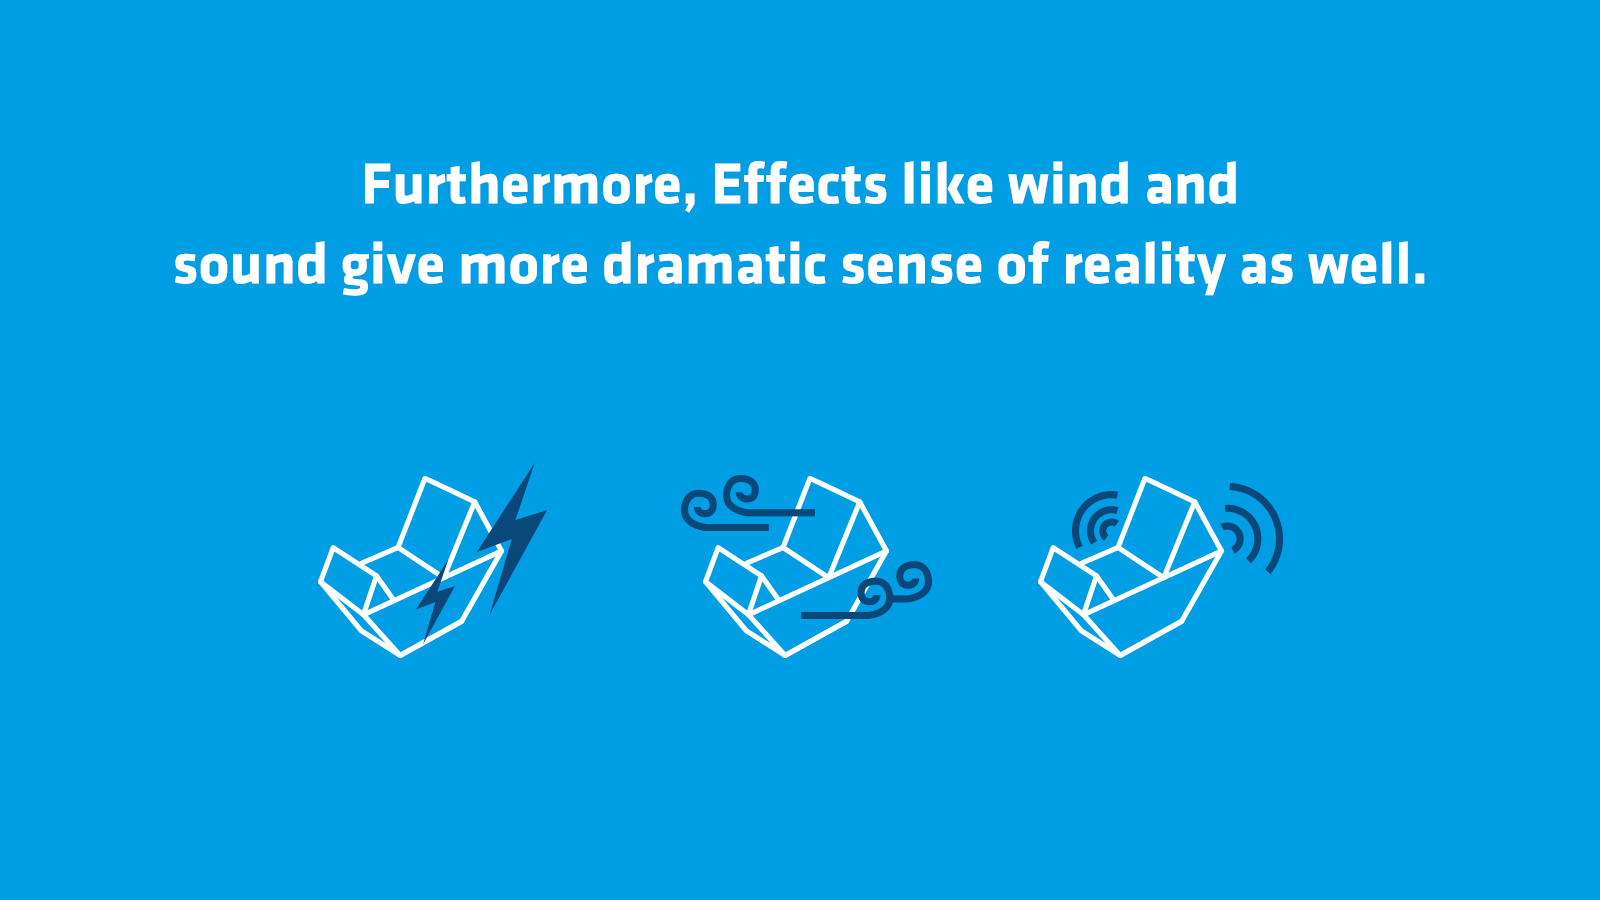 Furthermore, Effects like wind and
sound give more dramatic sense of reality as well.